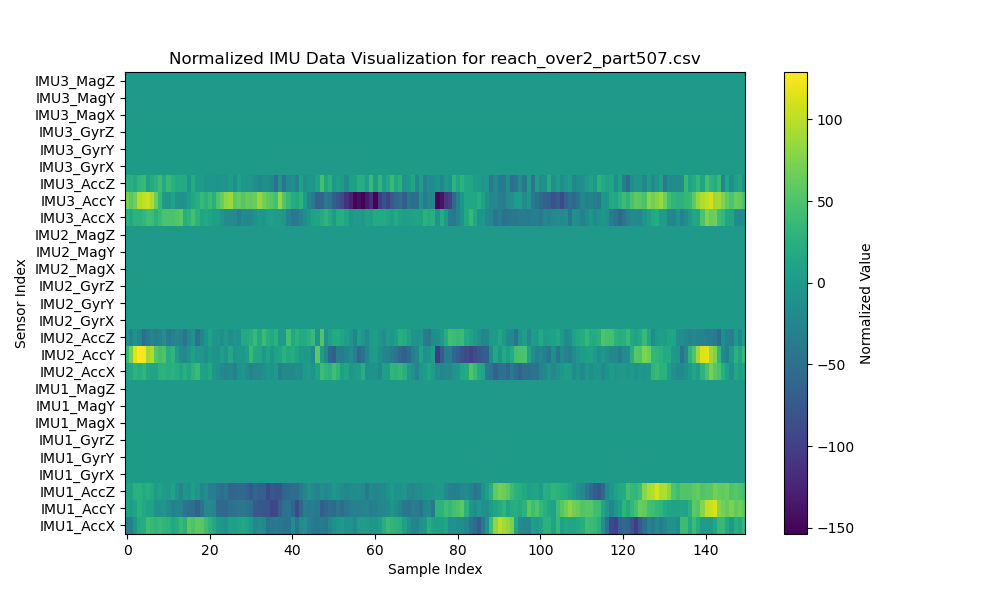 Normalized IMU Data Visualization for reach_over2_part507.csv
IMU3_MagZ
IMU3_MagY
IMU3_MagX
IMU3_GyrZ
IMU3_GyrY
IMU3_GyrX
IMU3_AccZ
IMU3_AccY
IMU3_AccX
IMU2_MagZ
IMU2_MagY
IMU2_MagX
IMU2_GyrZ
IMU2_GyrY
IMU2_GyrX
IMU2_AccZ
IMU2_AccY
IMU2_AccX
IMU1_MagZ
IMU1_MagY
IMU1_MagX
IMU1_GyrZ
IMU1_GyrY
IMU1_GyrX
IMU1_AccZ
IMU1_AccY
IMU1_AccX
Sensor Index
0 20 40 60 80 100 120 140
Sample Index
100
50
0
−50
−100
−150
Normalized Value